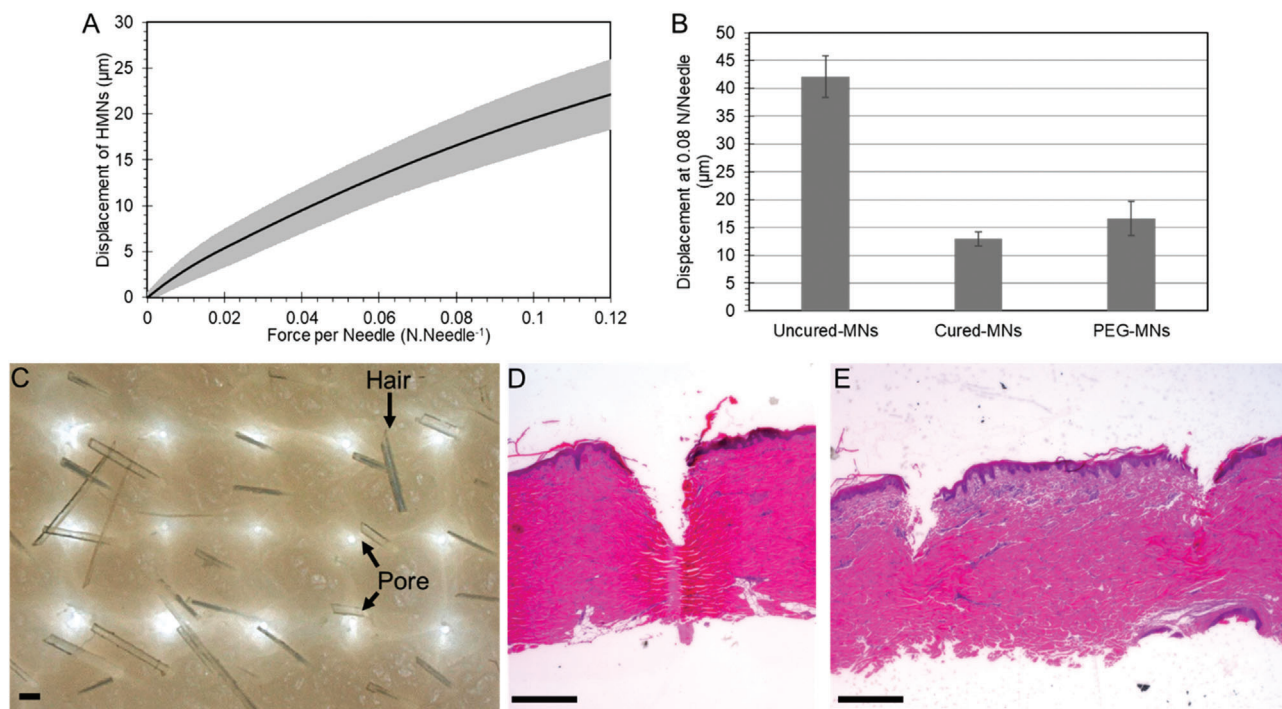 A
Displacement of HMNs (µm)
30
25
20
15
10
5
0
0 0.02 0.04 0.06 0.08 0.1 0.12
Force per Needle (N.Needle⁻¹)
B
Displacement at 0.08 N/Needle
(µm)
50
45
40
35
30
25
20
15
10
5
0
Uncured-MNs Cured-MNs PEG-MNs
C
Hair
Pore
D
E